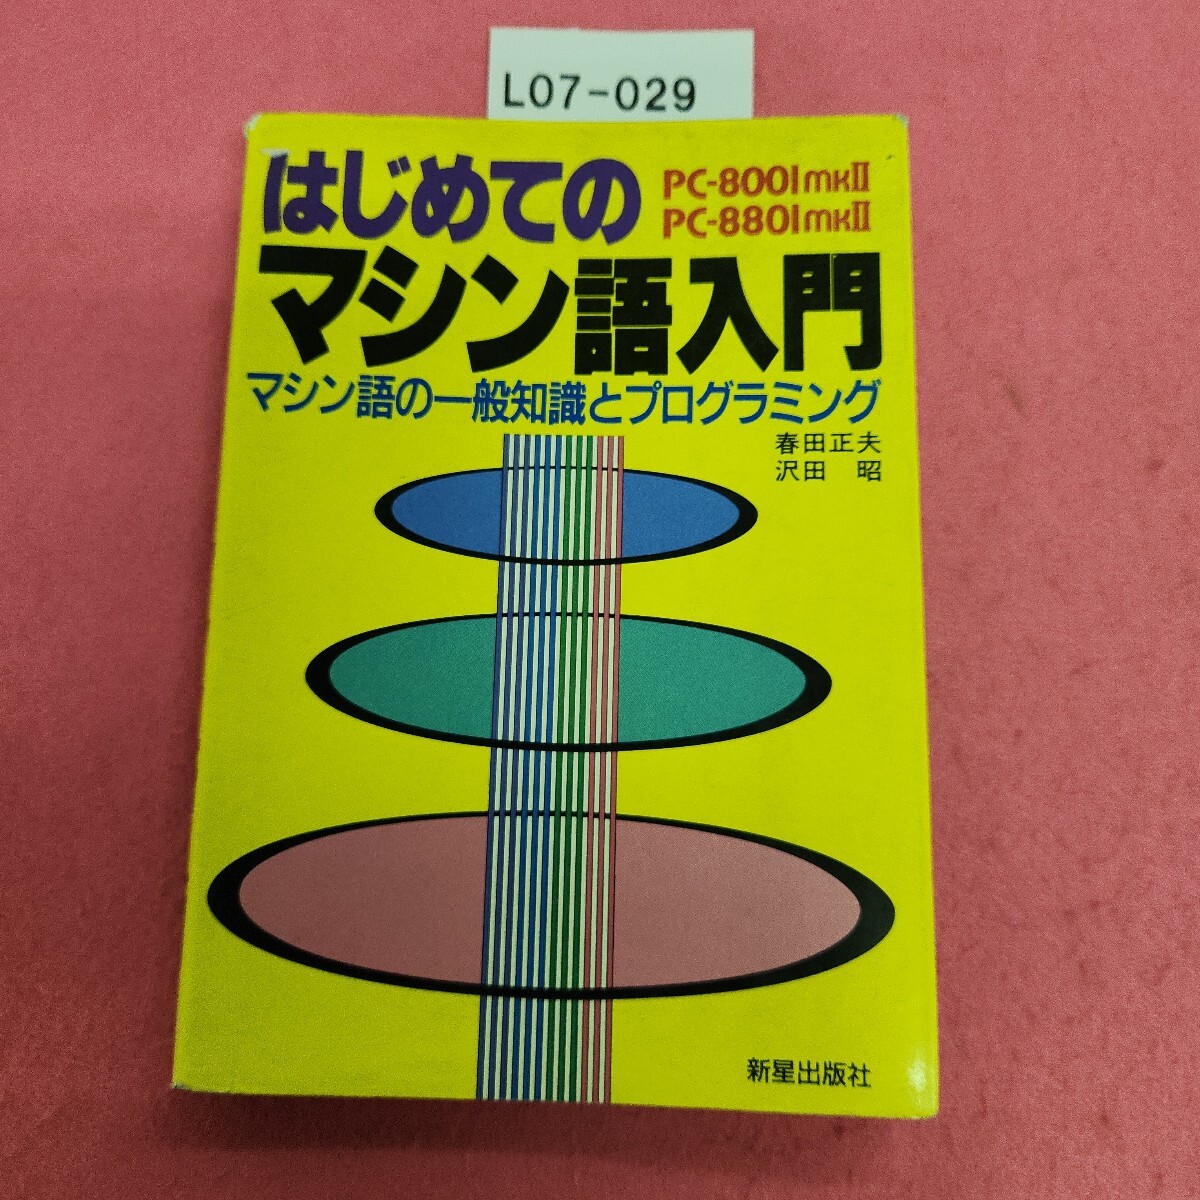 L07-029
はじめての
PC-8001mkⅡ
PC-8801mkⅡ
マシン語入門
マシン語の一般知識とプログラミング
春田正夫
沢田 昭
新星出版社